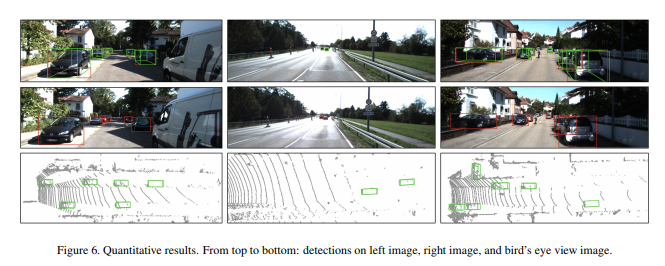 Figure 6. Quantitative results. From top to bottom: detections on left image, right image, and bird's eye view image.